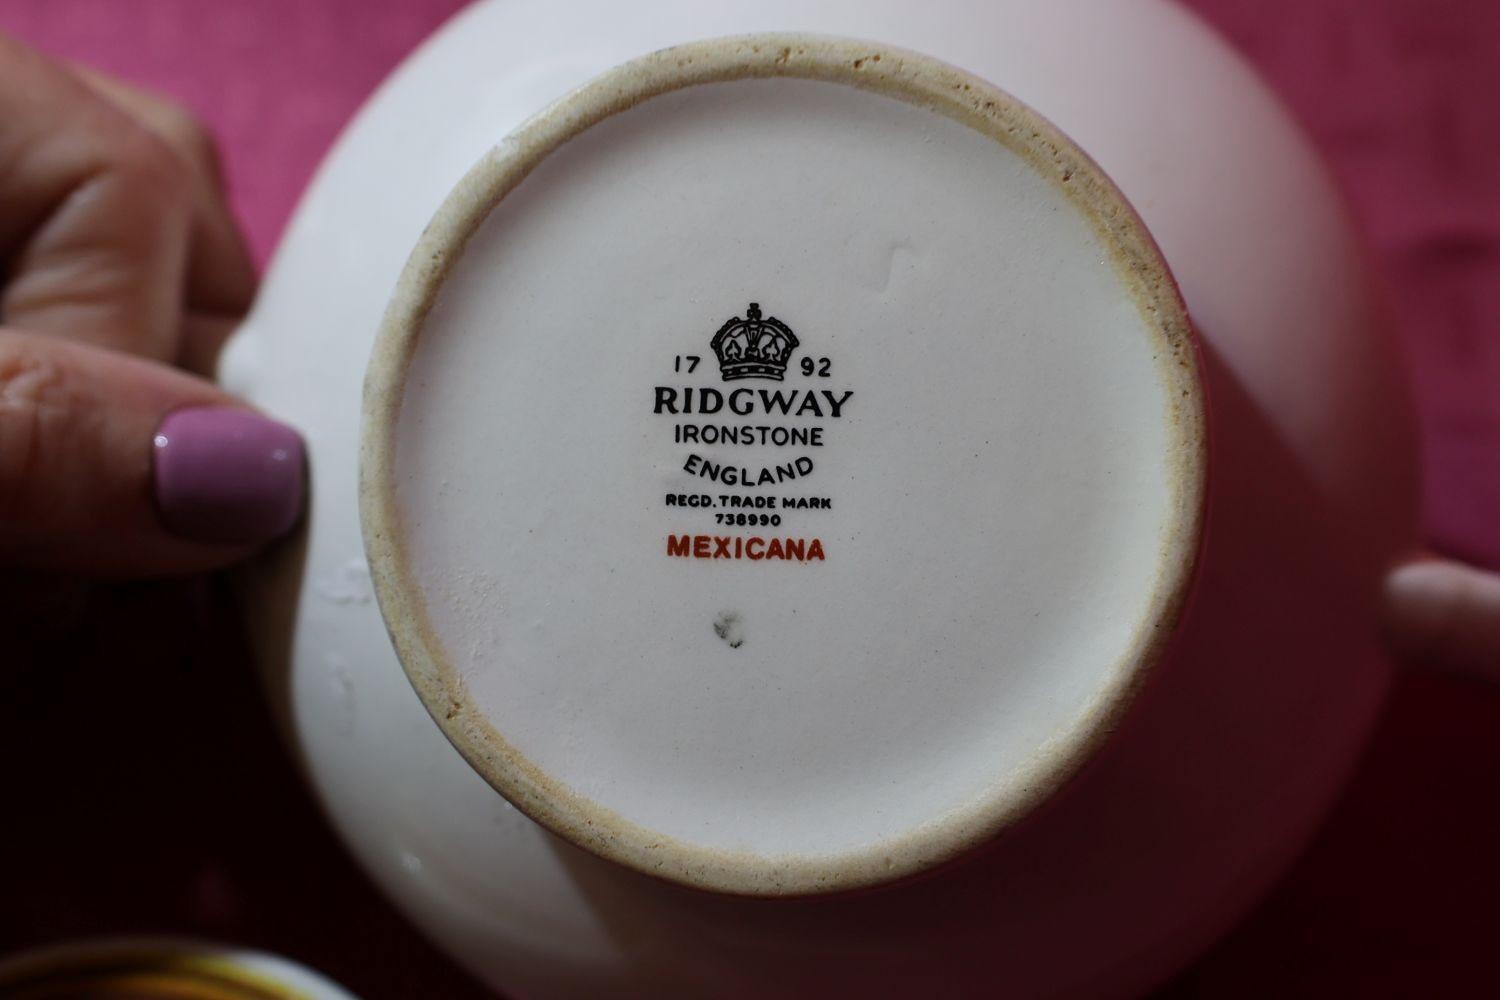 17 92
RIDGWAY
IRONSTONE
ENGLAND
REGD. TRADE MARK
738990
MEXICANA